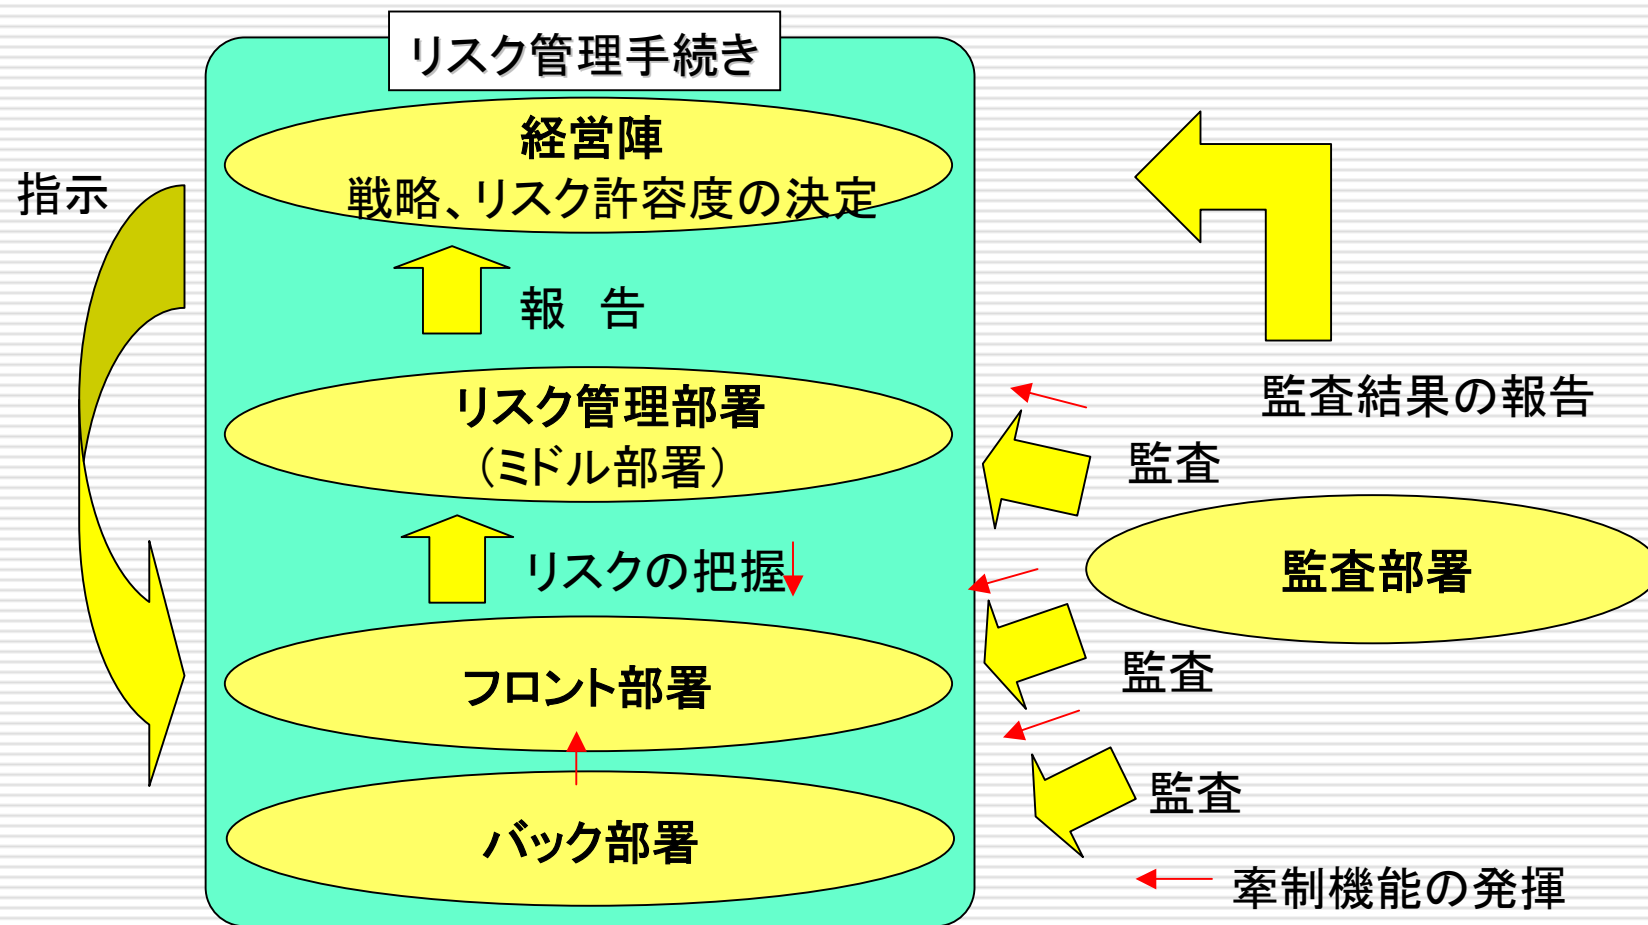 リスク管理手続き
経営陣
戦略、リスク許容度の決定
指示
報　告
リスク管理部署
（ミドル部署）
監査結果の報告
監査
リスクの把握
監査部署
フロント部署
監査
監査
バック部署
牽制機能の発揮